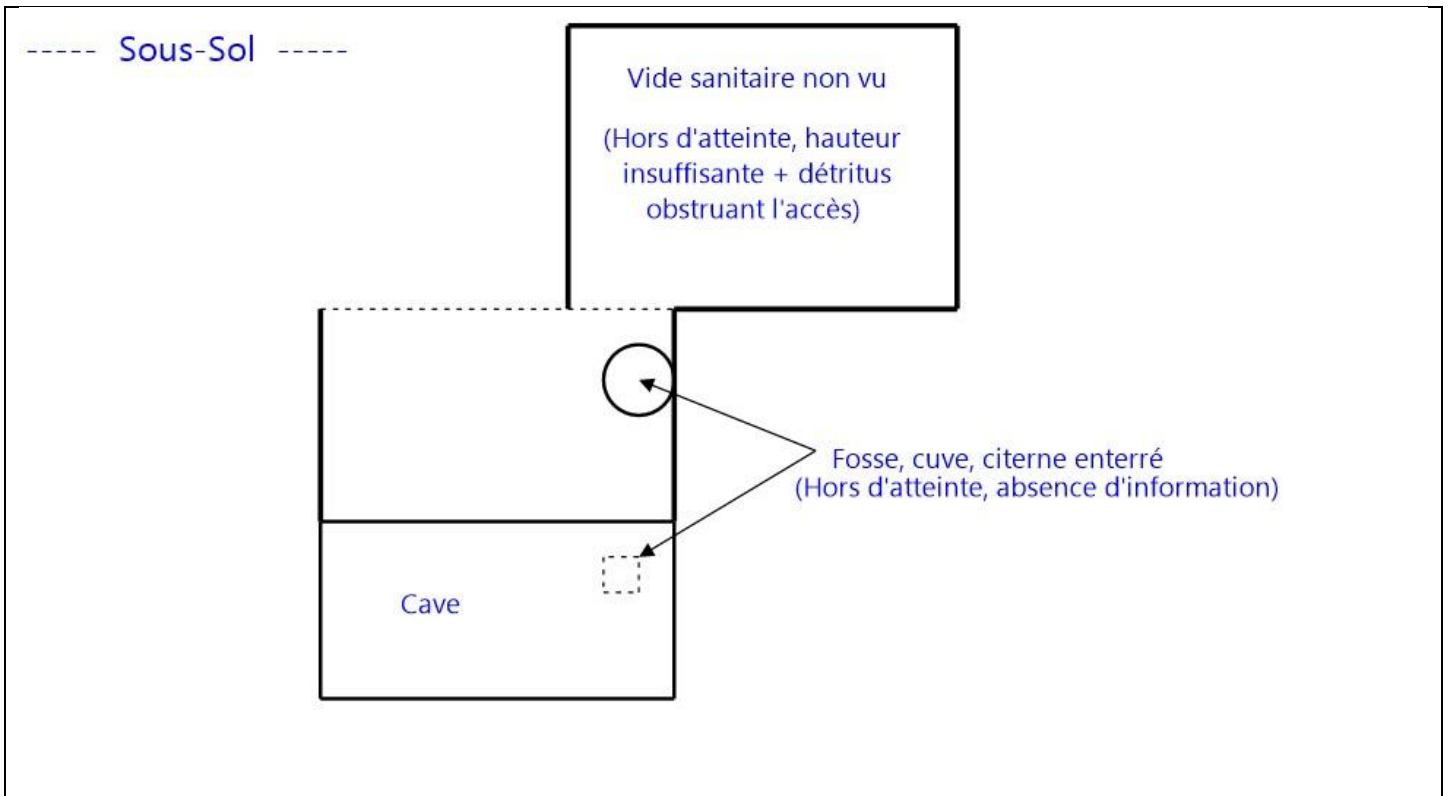 ----- Sous-Sol -----
Vide sanitaire non vu
(Hors d'atteinte, hauteur
insuffisante + détritus
obstruant l'accès)
Fosse, cuve, citerne enterré
(Hors d'atteinte, absence d'information)
Cave